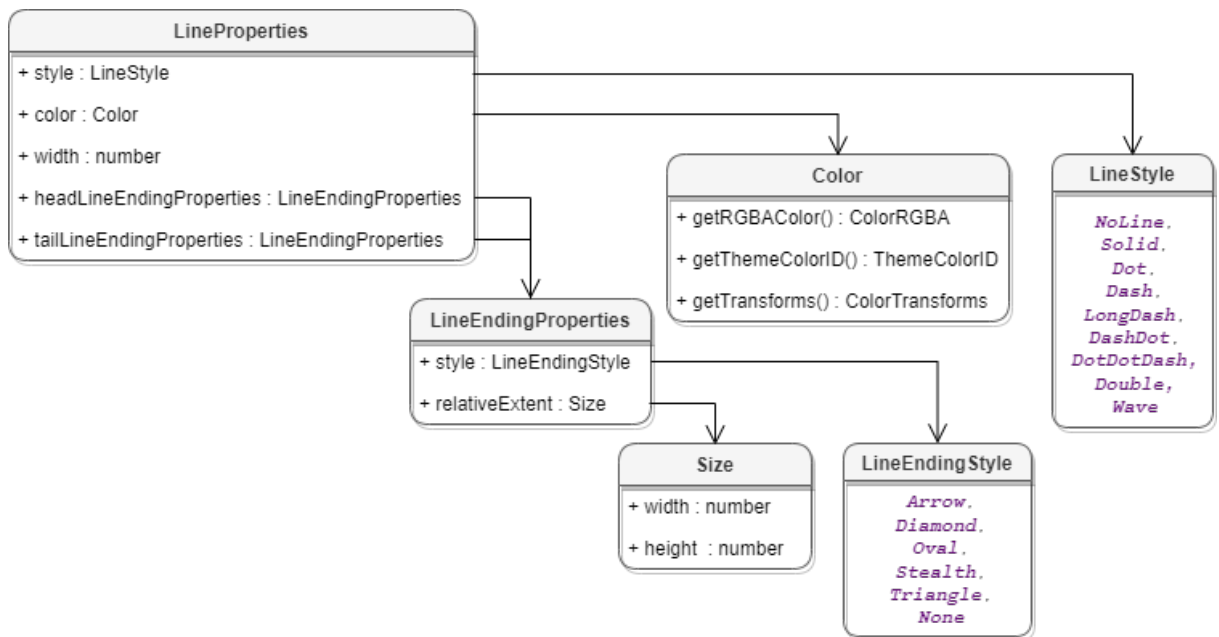 LineProperties
+ style : LineStyle
+ color : Color
+ width : number
+ headLineEndingProperties : LineEndingProperties
+ tailLineEndingProperties : LineEndingProperties
Color
+ getRGBAColor() : ColorRGBA
+ getThemeColorID() : ThemeColorID
+ getTransforms() : ColorTransforms
LineStyle
NoLine,
Solid,
Dot,
Dash,
LongDash,
DashDot,
DotDotDash,
Double,
Wave
LineEndingProperties
+ style : LineEndingStyle
+ relativeExtent : Size
Size
+ width : number
+ height : number
LineEndingStyle
Arrow,
Diamond,
Oval,
Stealth,
Triangle,
None